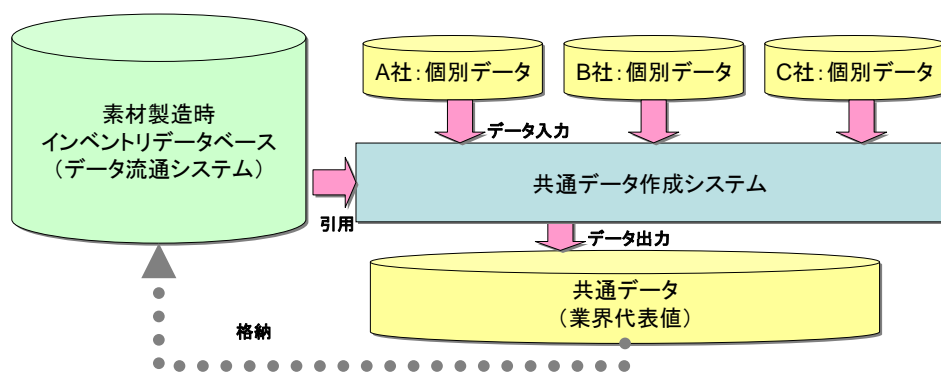 A社：個別データ
B社：個別データ
C社：個別データ
素材製造時
インベントリデータベース
（データ流通システム）
データ入力
共通データ作成システム
引用
データ出力
共通データ
（業界代表値）
格納